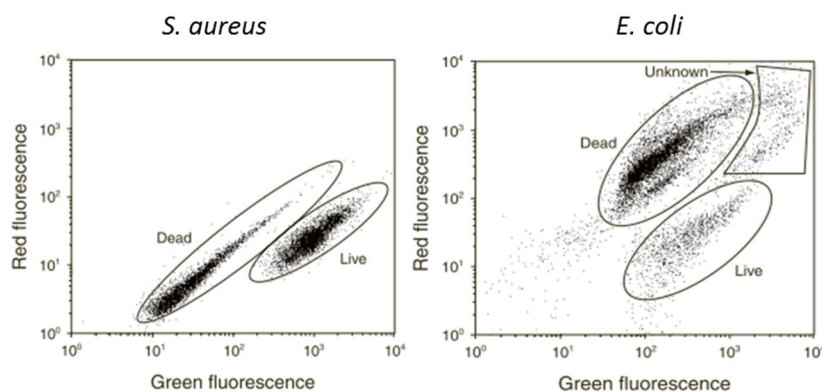 S. aureus
Red fluorescence
10⁴
10³
10²
10¹
10⁰
Dead
Live
10⁰ 10¹ 10² 10³ 10⁴
Green fluorescence
E. coli
Red fluorescence
10⁴
10³
10²
10¹
10⁰
Unknown
Dead
Live
10⁰ 10¹ 10² 10³ 10⁴
Green fluorescence